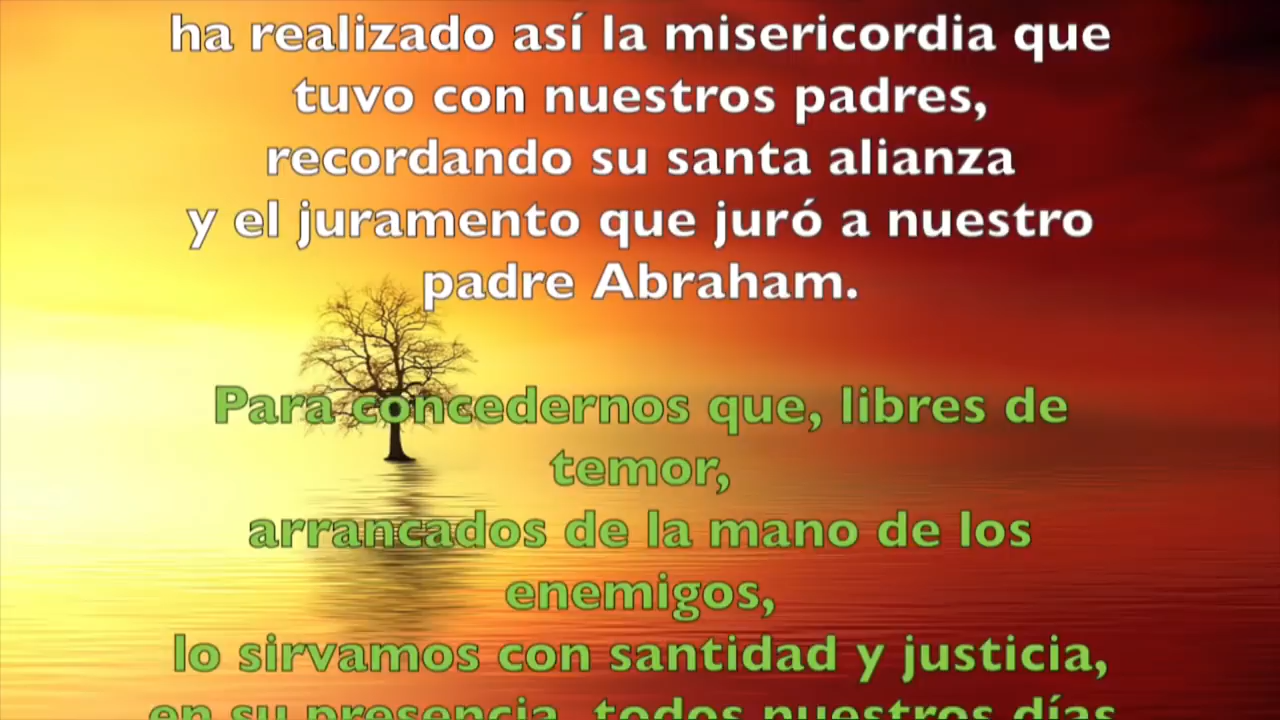 ha realizado así la misericordia que
tuvo con nuestros padres,
recordando su santa alianza
y el juramento que juró a nuestro
padre Abraham.
Para concedernos que, libres de
temor,
arrancados de la mano de los
enemigos,
lo sirvamos con santidad y justicia,
en su presencia, todos nuestros días